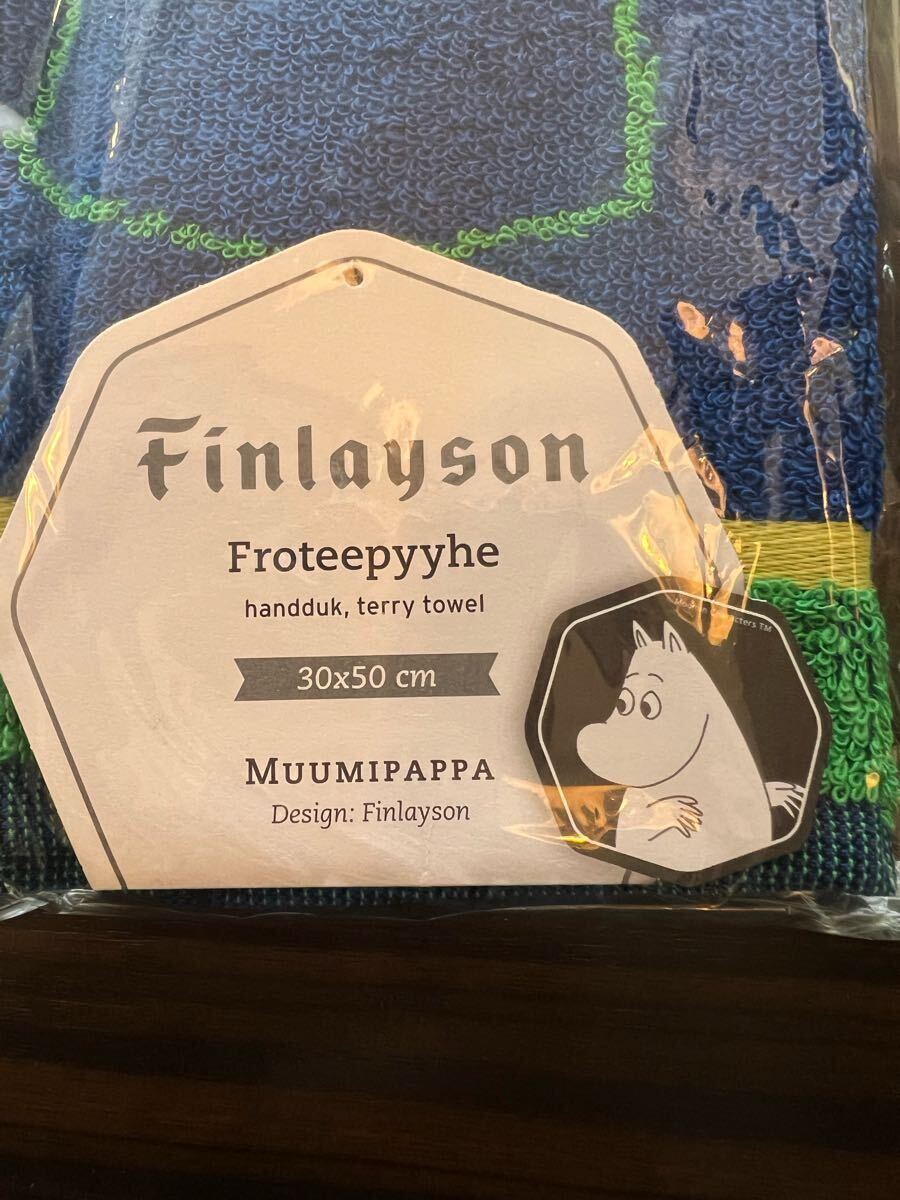 Finlayson
Froteepyyhe
handduk, terry towel
30x50 cm
MUUMIPAPPA
Design: Finlayson